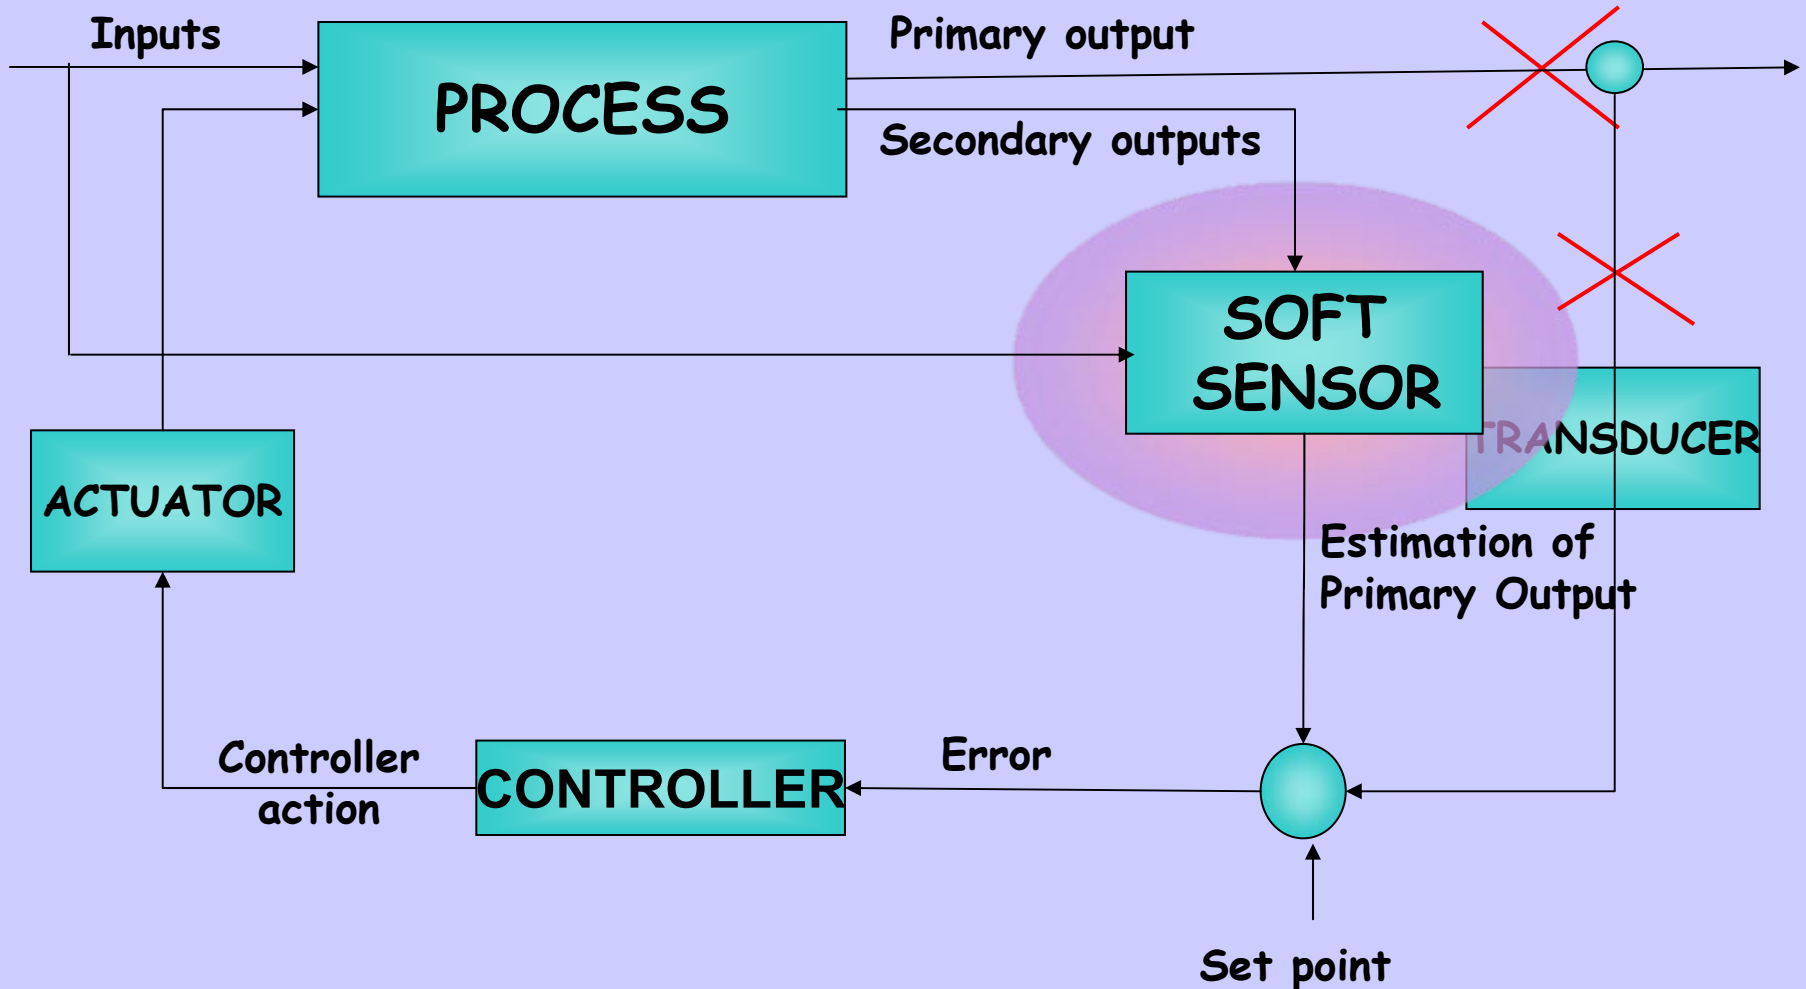 Inputs
Primary output
PROCESS
Secondary outputs
SOFT
SENSOR
TRANSDUCER
ACTUATOR
Estimation of
Primary Output
Controller
action
CONTROLLER
Error
Set point